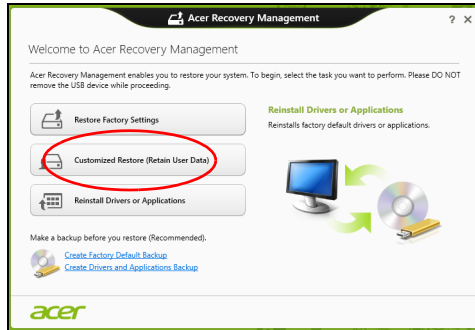 Acer Recovery Management
? ×
Welcome to Acer Recovery Management
Acer Recovery Management enables you to restore your system. To begin, select the task you want to perform. Please DO NOT
remove the USB device while proceeding.
Restore Factory Settings
Customized Restore (Retain User Data)
Reinstall Drivers or Applications
Reinstall Drivers or Applications
Reinstalls factory default drivers or applications.
Make a backup before you restore (Recommended).
Create Factory Default Backup
Create Drivers and Applications Backup
acer